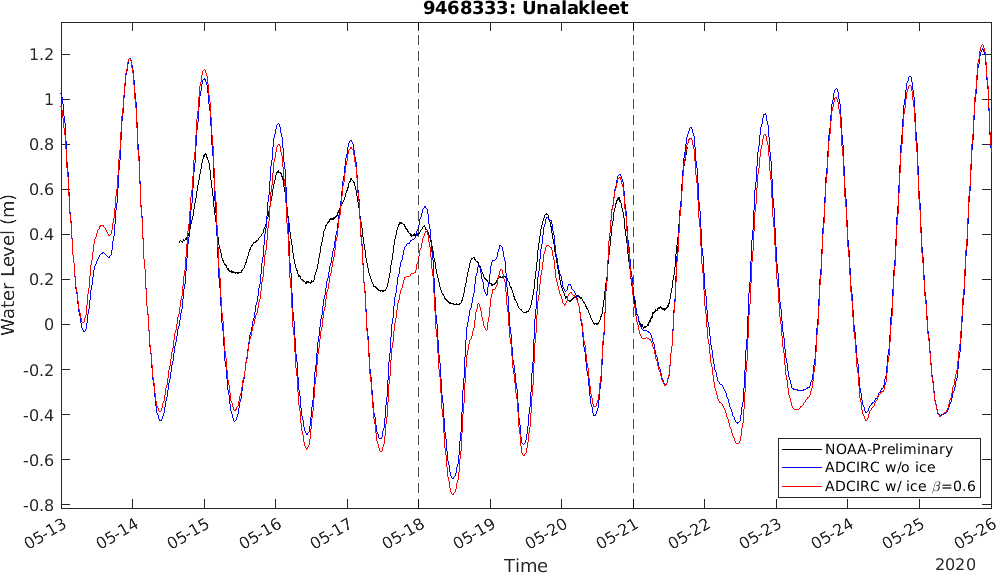 9468333: Unalakleet
Water Level (m)
1.2
1
0.8
0.6
0.4
0.2
0
-0.2
-0.4
-0.6
-0.8
NOAA-Preliminary
ADCIRC w/o ice
ADCIRC w/ ice β=0.6
05-13 05-14 05-15 05-16 05-17 05-18 05-19 05-20 05-21 05-22 05-23 05-24 05-25 05-26
Time
2020